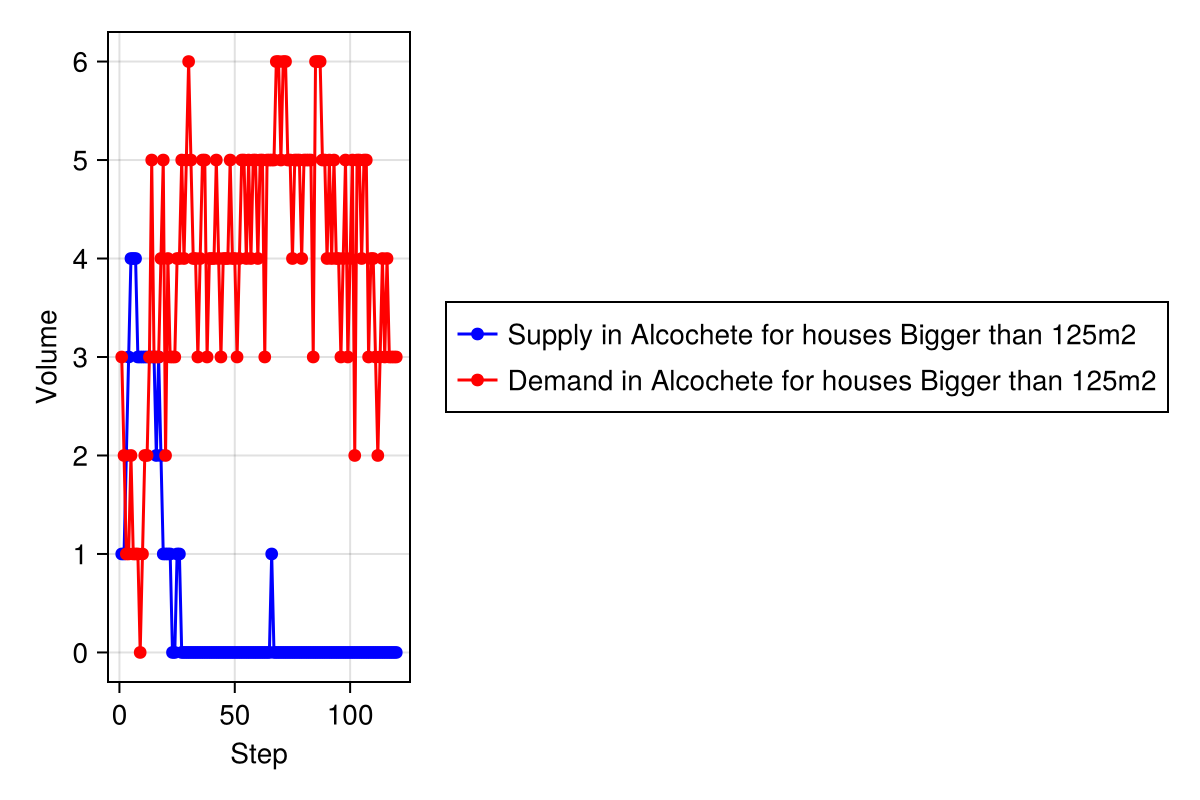 6
5
4
3
2
1
0
Volume
0 50 100
Step
Supply in Alcochete for houses Bigger than 125m2
Demand in Alcochete for houses Bigger than 125m2